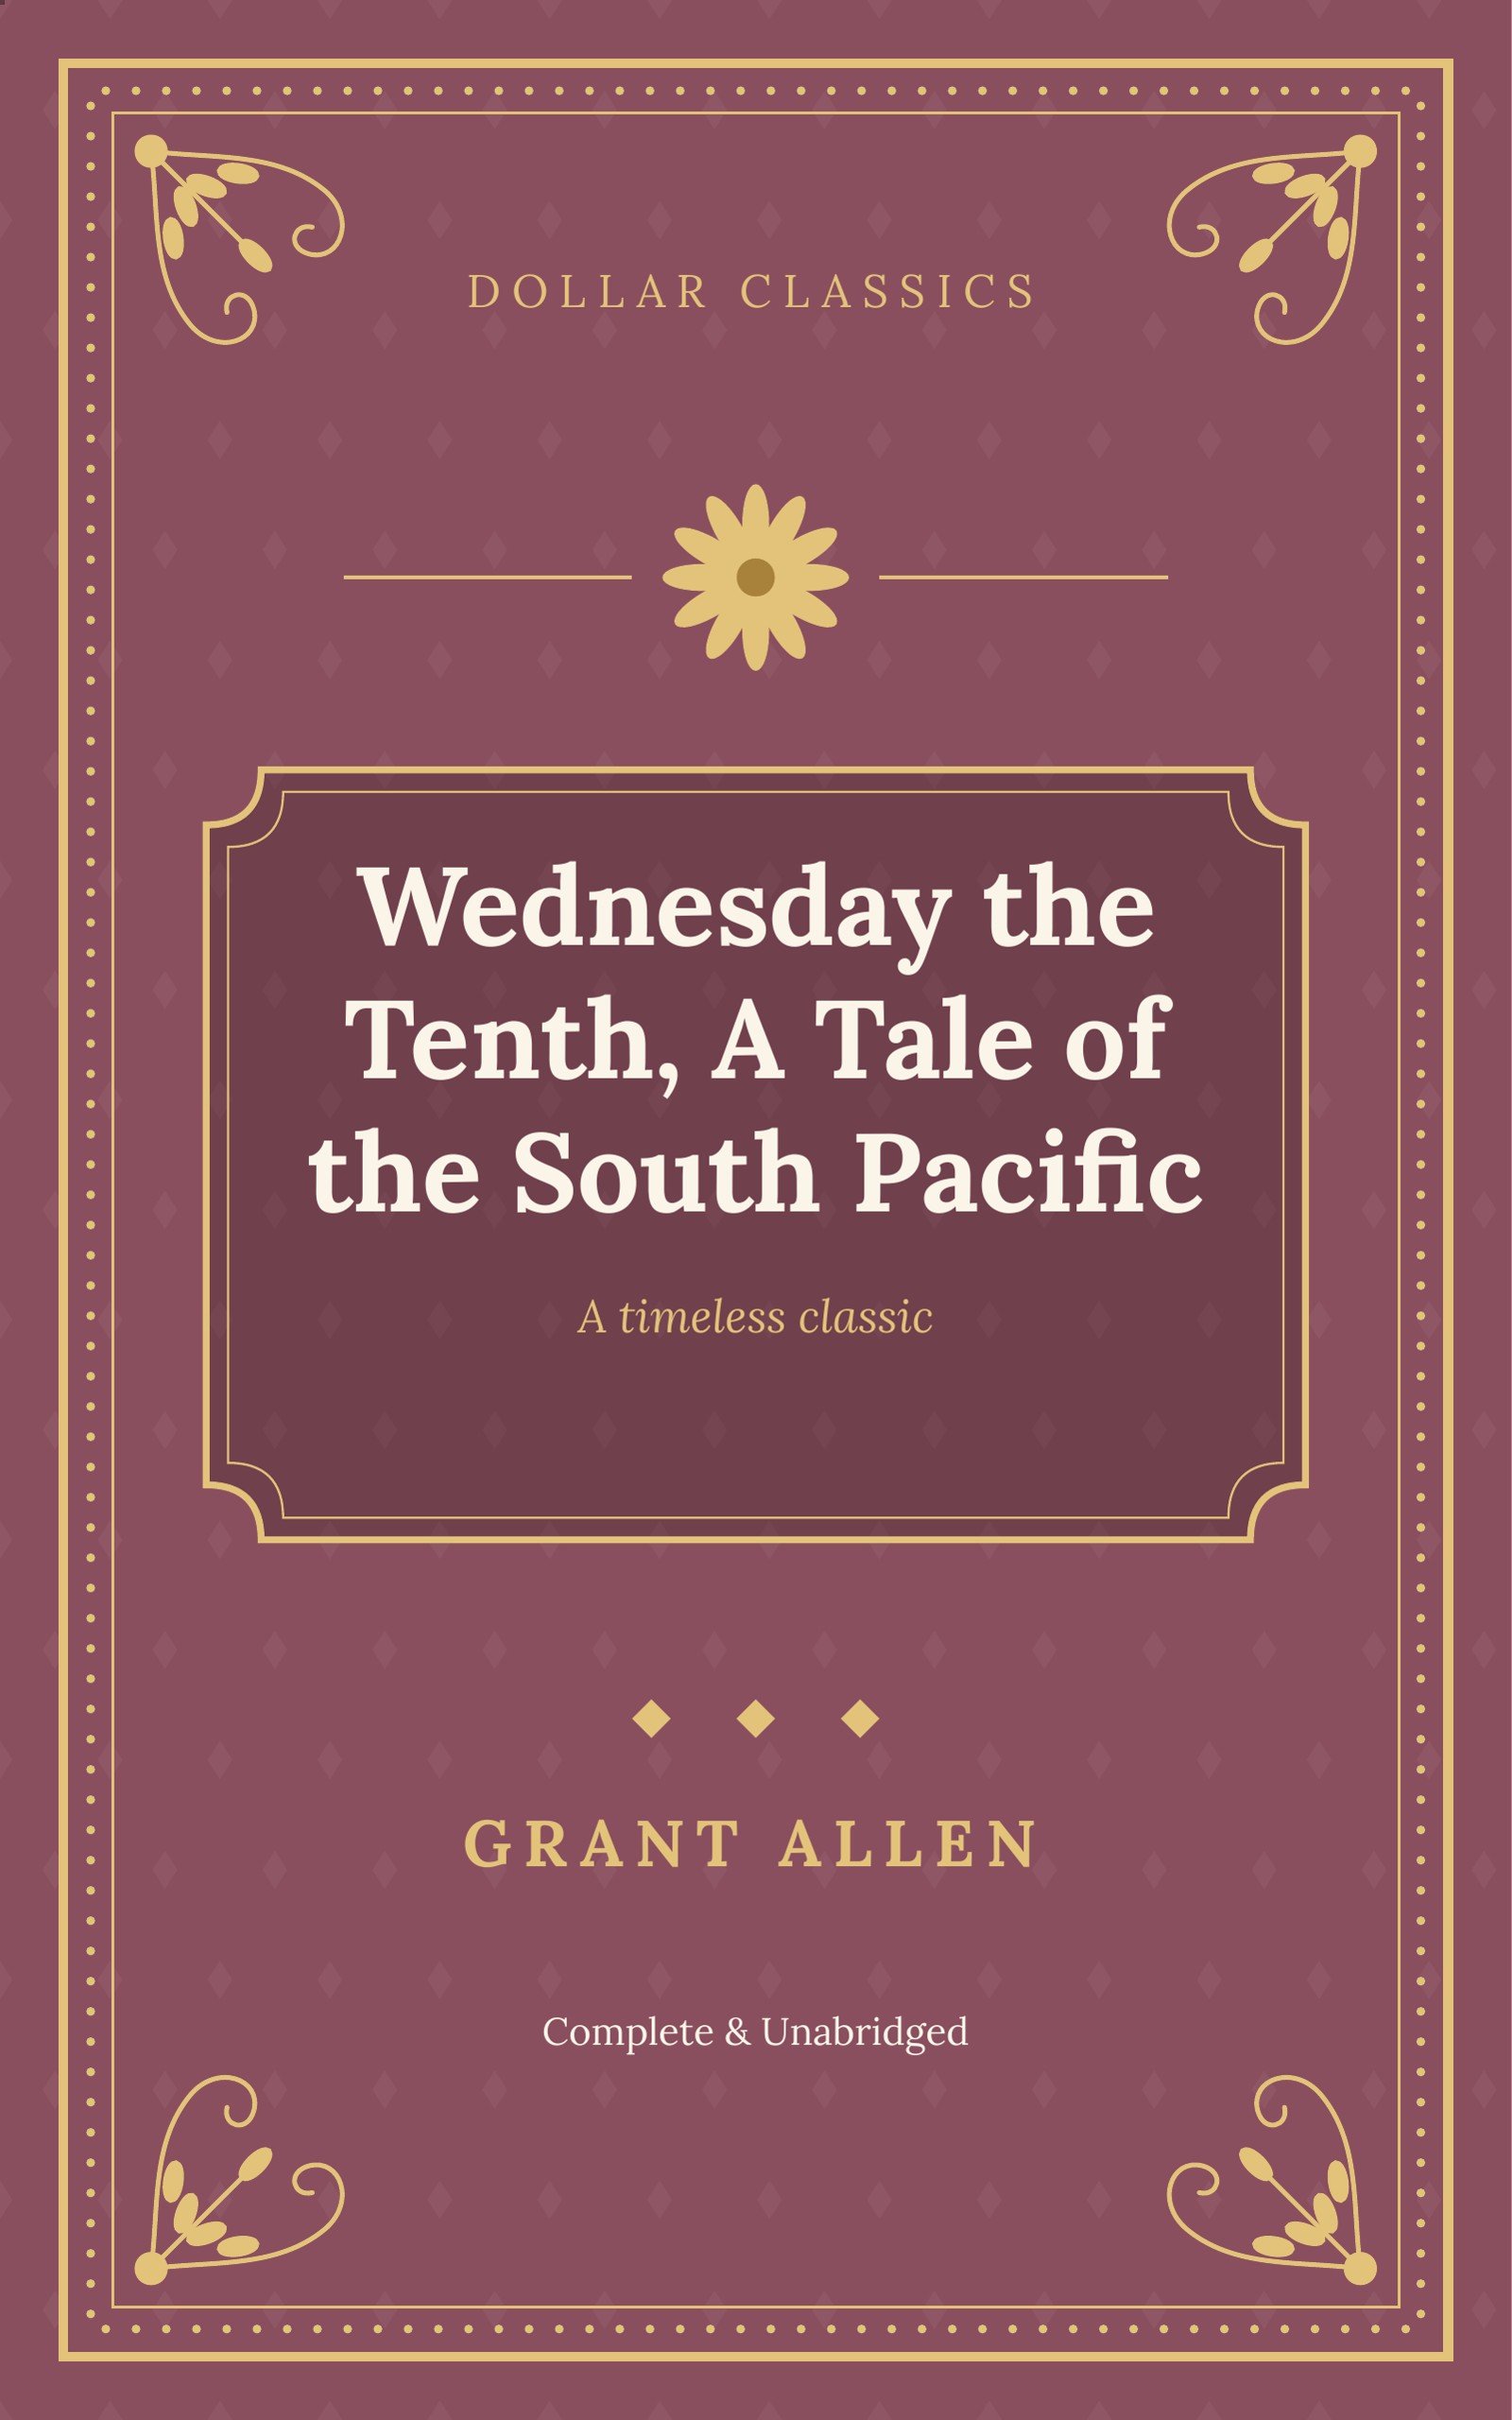 DOLLAR CLASSICS
Wednesday the
Tenth, A Tale of
the South Pacific
A timeless classic
GRANT ALLEN
Complete & Unabridged